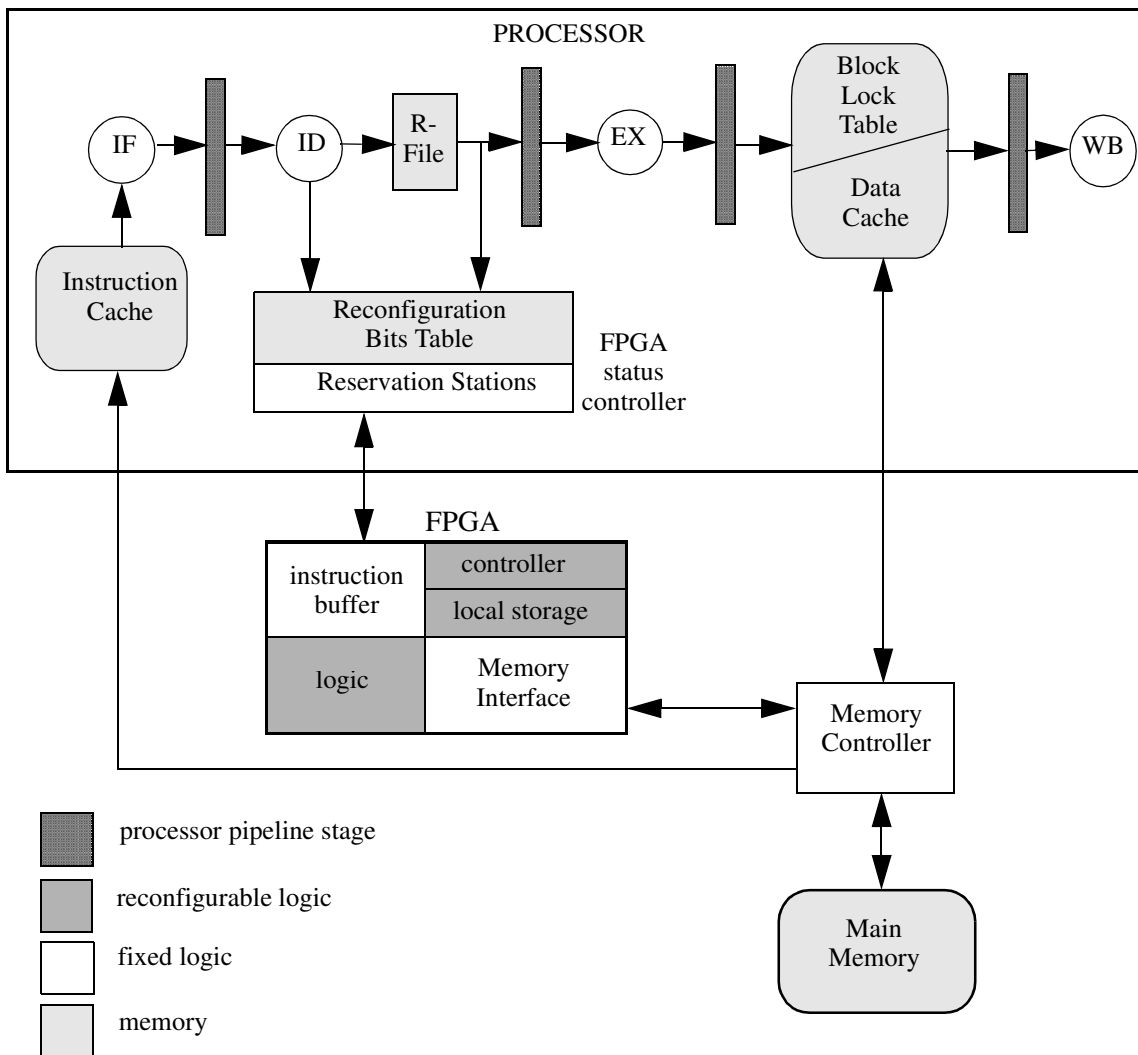 PROCESSOR
IF
ID
R-
File
EX
Block
Lock
Table
Data
Cache
WB
Instruction
Cache
Reconfiguration
Bits Table
Reservation Stations
FPGA
status
controller
FPGA
instruction
buffer
controller
local storage
logic
Memory
Interface
Memory
Controller
Main
Memory
processor pipeline stage
reconfigurable logic
fixed logic
memory